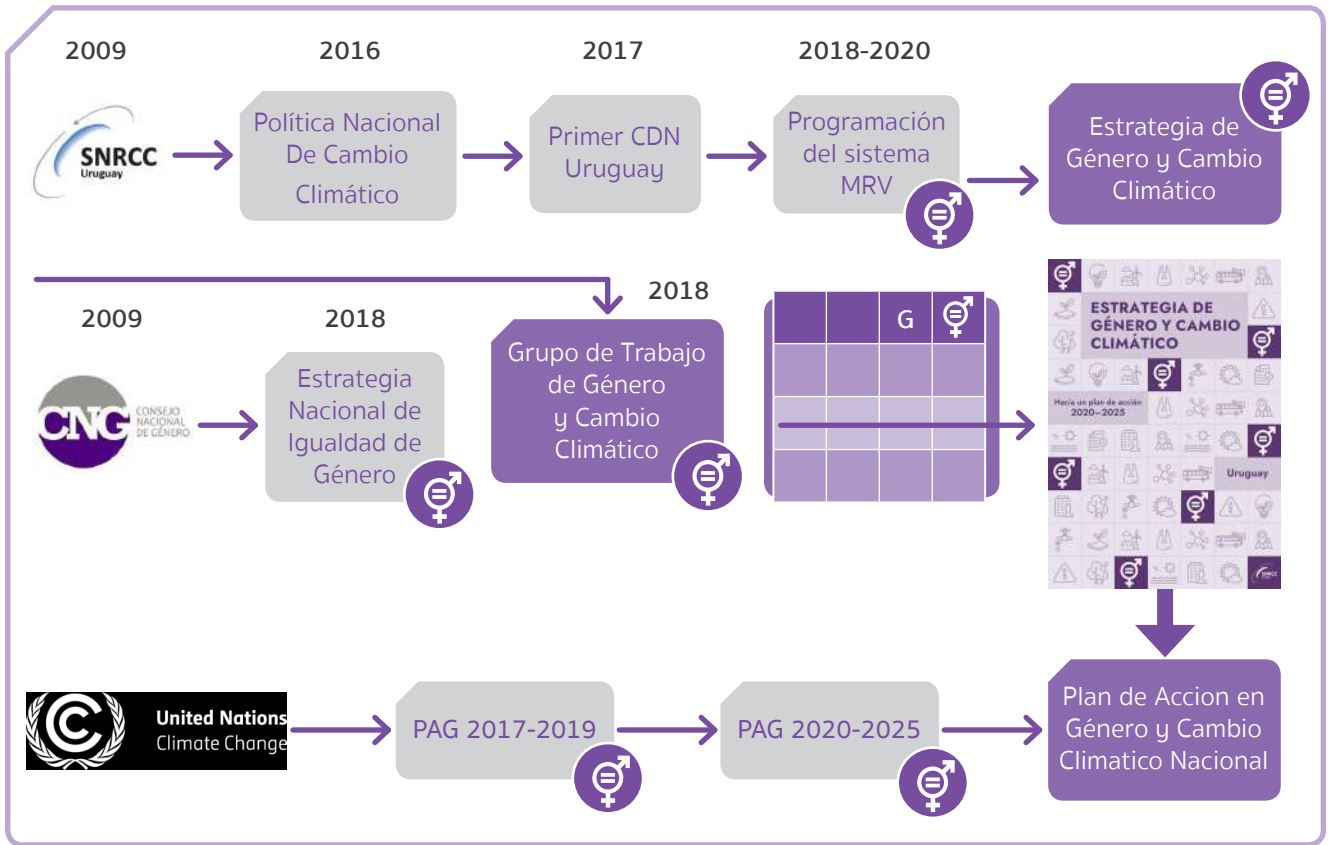 2009
2016
2017
2018-2020
SNRCC
Uruguay
Política Nacional
De Cambio
Climático
Primer CDN
Uruguay
Programación
del sistema
MRV
Estrategia de
Género y Cambio
Climático
2009
2018
2018
CNG
CONSEJO
NACIONAL
DE GÉNERO
Estrategia
Nacional de
Igualdad de
Género
Grupo de Trabajo
de Género
y Cambio
Climático
G
ESTRATEGIA DE
GÉNERO Y CAMBIO
CLIMÁTICO
Hacia un plan de acción
2020–2025
Uruguay
SNRCC
United Nations
Climate Change
PAG 2017-2019
PAG 2020-2025
Plan de Accion en
Género y Cambio
Climatico Nacional